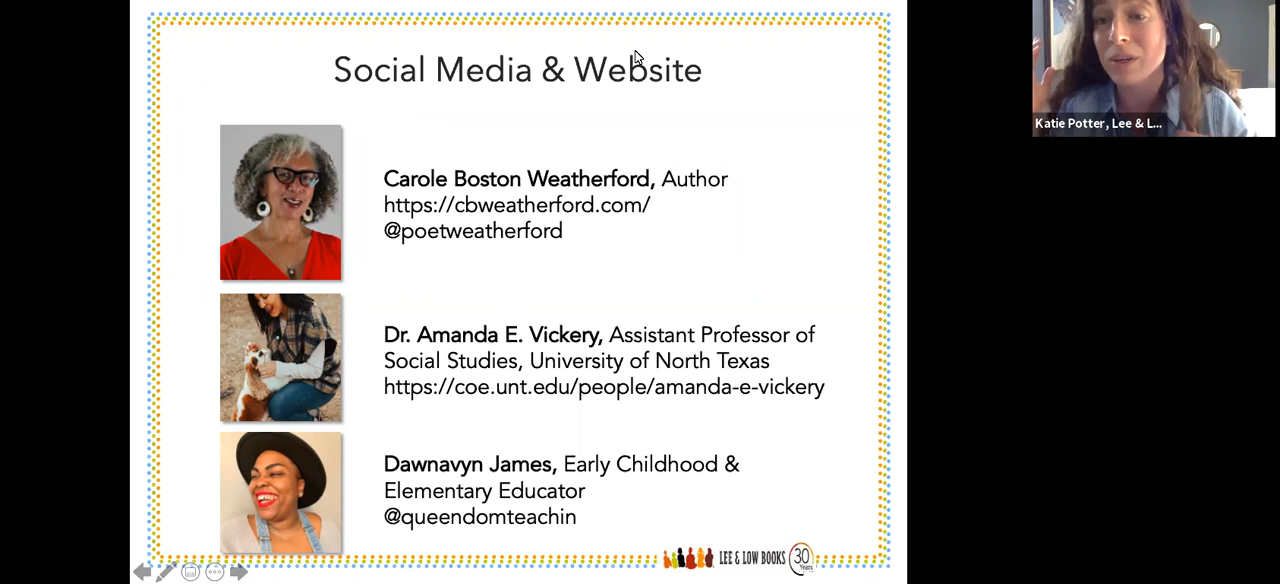 Social Media & Website
Carole Boston Weatherford, Author
https://cbweatherford.com/
@poetweatherford
Dr. Amanda E. Vickery, Assistant Professor of
Social Studies, University of North Texas
https://coe.unt.edu/people/amanda-e-vickery
Dawnavyn James, Early Childhood &
Elementary Educator
@queendomteachin
LEE & LOW BOOKS
30
Years
Katie Potter, Lee & L...